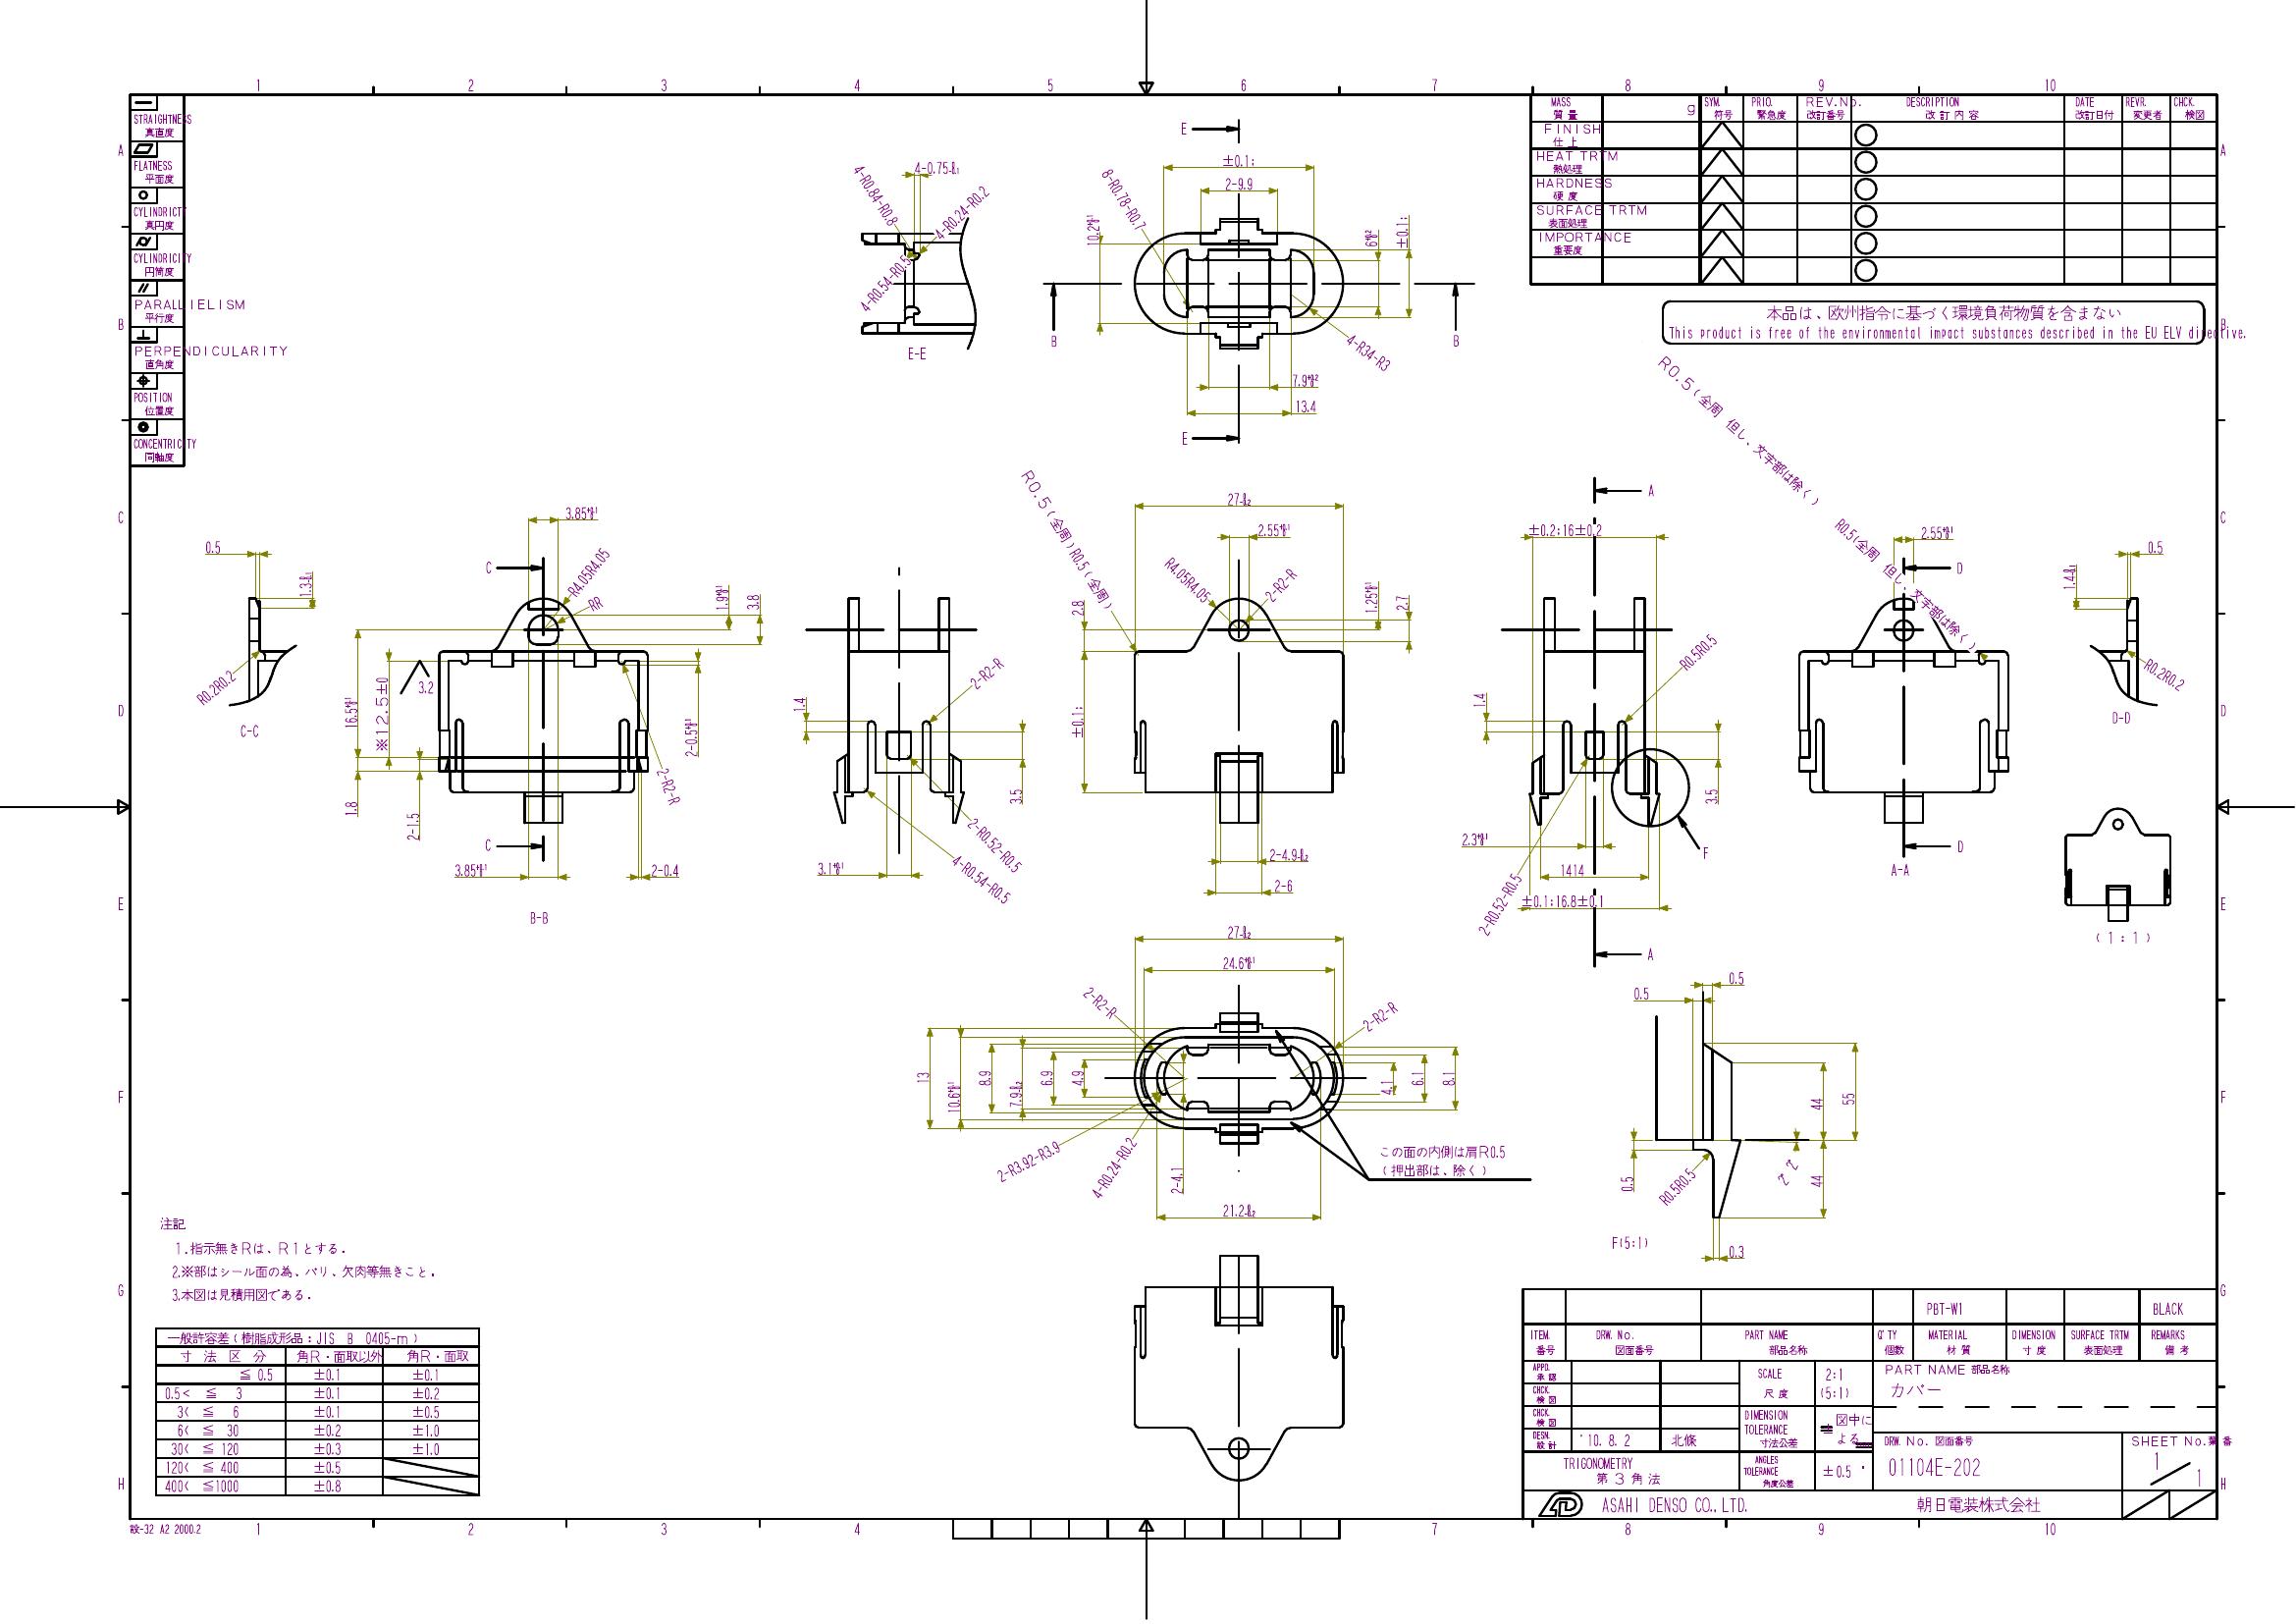 1 2 3 4 5 6 7 8 9 10
STRAIGHTNESS
真直度
FLATNESS
平面度
CYLINDRICTY
真円度
CYLINDRICITY
円筒度
PARALLIELISM
平行度
PERPENDICULARITY
直角度
POSITION
位置度
CONCENTRICITY
同軸度
A
B
C
D
E
F
G
H
MASS
質量
g
SYM.
符号
PRIO.
緊急度
REV.No.
改訂番号
DESCRIPTION
改訂内容
DATE
改訂日付
REVR.
変更者
CHCK.
検図
FINISH
仕上
HEAT TRTM
熱処理
HARDNESS
硬度
SURFACE TRTM
表面処理
IMPORTANCE
重要度
本品は、欧州指令に基づく環境負荷物質を含まない
This product is free of the environmental impact substances described in the EU ELV directive.
4-R0.84-R0.8
4-0.75
4-R0.24-R0.2
4-R0.54-R0.5
E-E
E
±0.1:
2-9.9
8-R0.78-R0.7
10.2
6
±0.1:
B
B
4-R34-R3
7.9
13.4
E
R0.5(全周 但し、文字部は除く)
0.5
1.3
R0.2R0.2
C-C
3.85
C
R4.05R4.05
RR
1.9
3.8
16.5
※12.5±0
3.2
1.8
2-1.5
2-0.5
2-R2-R
C
3.85
2-0.4
B-B
1.4
2-R2-R
3.5
2-R0.52-R0.5
4-R0.54-R0.5
3.1
R0.5(全周)R0.5(全周)
27
2.55
R4.05R4.05
2-R2-R
2.8
1.25
2.7
±0.1:
2-4.9
2-6
A
±0.2:16±0.2
R0.5R0.5
1.4
3.5
2.3
F
1414
2-R0.52-R0.5
±0.1:16.8±0.1
A
R0.5(全周 但し、文字部は除く)
2.55
D
D
A-A
1.4
0.5
R0.2R0.2
D-D
(1:1)
27
24.6
2-R2-R
2-R2-R
13
10.6
8.9
7.9
6.9
4.9
4.1
6.1
8.1
2-R3.92-R3.9
4-R0.24-R0.2
2-4.1
21.2
この面の内側は肩R0.5
(押出部は、除く)
0.5
0.5
44
55
44
0.5
R0.5R0.5
0.3
F(5:1)
注記
1.指示無きRは、R1とする.
2.※部はシール面の為、バリ、欠肉等無きこと.
3.本図は見積用図である.
一般許容差(樹脂成形品:JIS B 0405-m)
寸法区分 角R・面取以外 角R・面取
≦ 0.5 ±0.1 ±0.1
0.5< ≦ 3 ±0.1 ±0.2
3< ≦ 6 ±0.1 ±0.5
6< ≦ 30 ±0.2 ±1.0
30< ≦ 120 ±0.3 ±1.0
120< ≦ 400 ±0.5
400< ≦1000 ±0.8
設-32 A2 2000.2
PBT-W1 BLACK
ITEM.
番号
DRW. No.
図面番号
PART NAME
部品名称
Q'TY
個数
MATERIAL
材質
DIMENSION
寸度
SURFACE TRTM
表面処理
REMARKS
備考
APPD.
承認
CHCK.
検図
CHCK.
検図
DESN.
設計
'10. 8. 2
北條
SCALE
尺度
2:1
(5:1)
DIMENSION
TOLERANCE
寸法公差
± 図中による
TRIGONOMETRY
第3角法
ANGLES
TOLERANCE
角度公差
±0.5 °
PART NAME 部品名称
カバー
DRW. No. 図面番号
01104E-202
SHEET No.葉番
1
1
ASAHI DENSO CO., LTD. 朝日電装株式会社
A
B
C
D
E
F
G
H
1 2 3 4 7 8 9 10